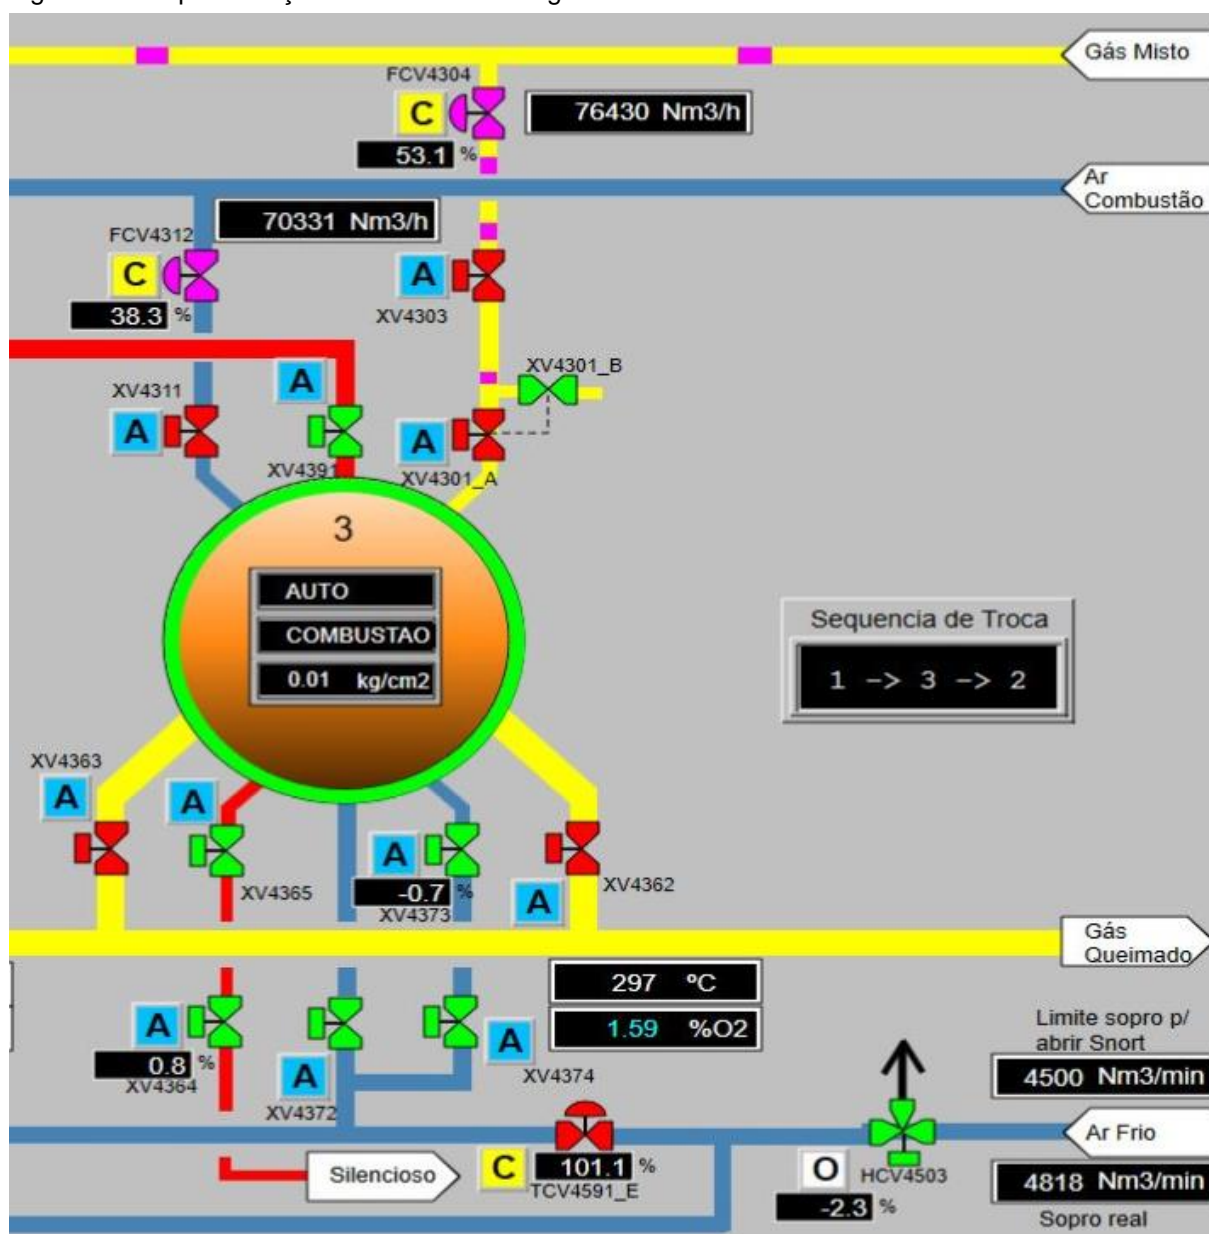 Gás Misto
FCV4304
C
76430 Nm3/h
53.1 %
Ar
Combustão
70331 Nm3/h
FCV4312
C
A
38.3 %
XV4303
XV4301_B
A
XV4311
A
A
XV4391
XV4301_A
3
AUTO
COMBUSTAO
0.01 kg/cm2
Sequencia de Troca
1 -> 3 -> 2
XV4363
A
A
A
XV4365
-0.7 %
XV4373
A
XV4362
Gás
Queimado
297 ºC
1.59 %O2
Limite sopro p/
abrir Snort
4500 Nm3/min
A
0.8 %
XV4364
A
XV4372
A
XV4374
Ar Frio
Silencioso
C
101.1 %
TCV4591_E
O
HCV4503
-2.3 %
4818 Nm3/min
Sopro real